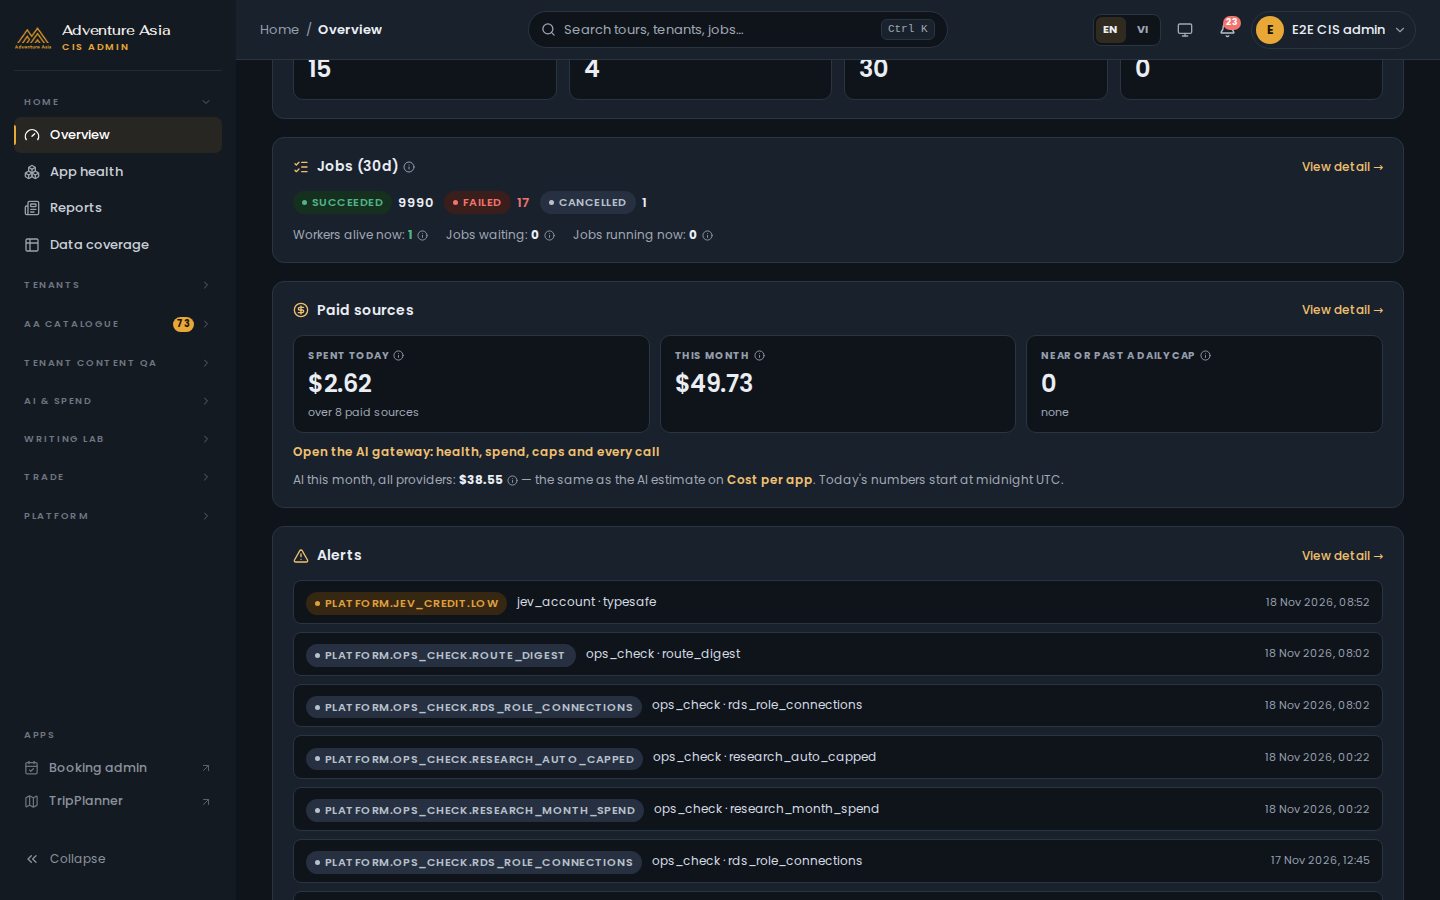 Adventure Asia
CIS ADMIN
Adventure Asia
Home / Overview
Search tours, tenants, jobs...
Ctrl K
EN
VI
23
E
E2E CIS admin
HOME
Overview
App health
Reports
Data coverage
TENANTS
AA CATALOGUE
73
TENANT CONTENT QA
AI & SPEND
WRITING LAB
TRADE
PLATFORM
APPS
Booking admin
TripPlanner
Collapse
15
4
30
0
Jobs (30d)
View detail →
SUCCEEDED 9990 FAILED 17 CANCELLED 1
Workers alive now: 1 Jobs waiting: 0 Jobs running now: 0
Paid sources
View detail →
SPENT TODAY
$2.62
over 8 paid sources
THIS MONTH
$49.73
NEAR OR PAST A DAILY CAP
0
none
Open the AI gateway: health, spend, caps and every call
AI this month, all providers: $38.55 — the same as the AI estimate on Cost per app. Today's numbers start at midnight UTC.
Alerts
View detail →
PLATFORM.JEV_CREDIT.LOW jev_account · typesafe 18 Nov 2026, 08:52
PLATFORM.OPS_CHECK.ROUTE_DIGEST ops_check · route_digest 18 Nov 2026, 08:02
PLATFORM.OPS_CHECK.RDS_ROLE_CONNECTIONS ops_check · rds_role_connections 18 Nov 2026, 08:02
PLATFORM.OPS_CHECK.RESEARCH_AUTO_CAPPED ops_check · research_auto_capped 18 Nov 2026, 00:22
PLATFORM.OPS_CHECK.RESEARCH_MONTH_SPEND ops_check · research_month_spend 18 Nov 2026, 00:22
PLATFORM.OPS_CHECK.RDS_ROLE_CONNECTIONS ops_check · rds_role_connections 17 Nov 2026, 12:45